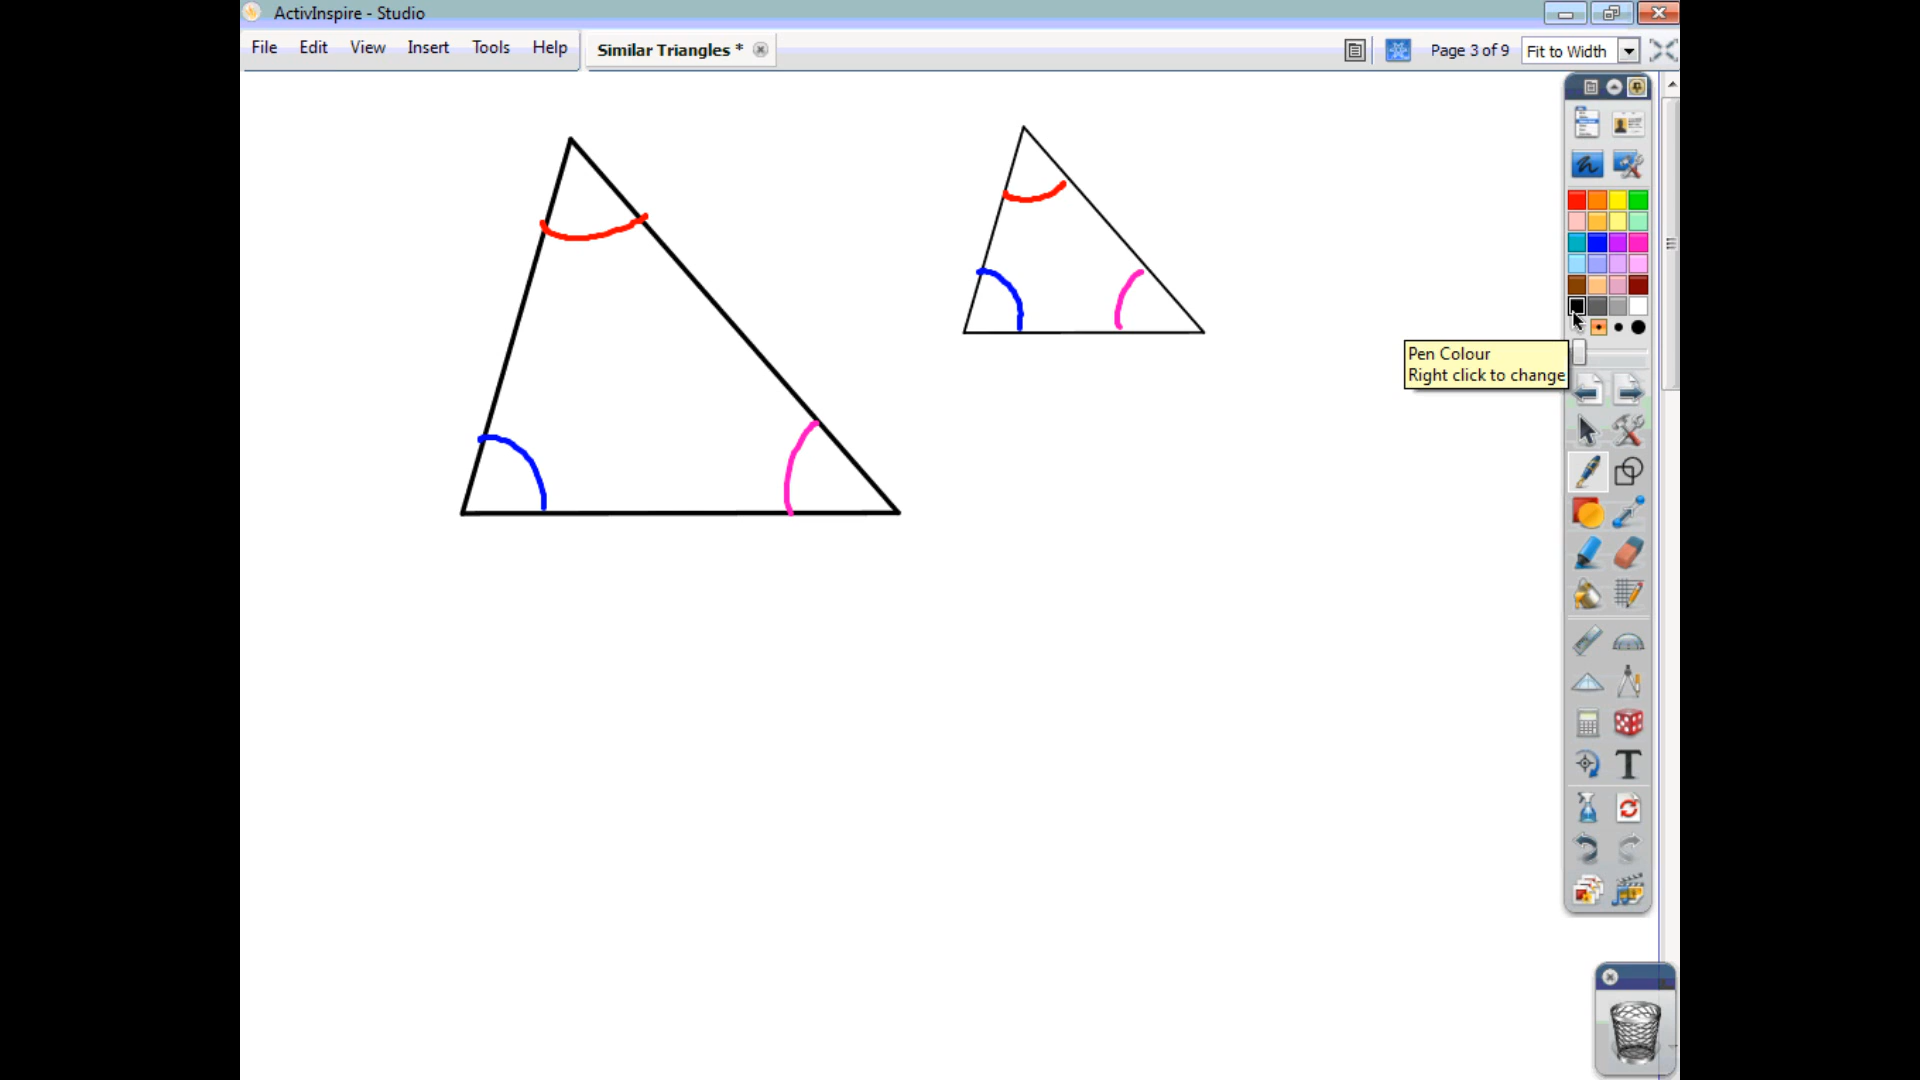 ActivInspire - Studio
File Edit View Insert Tools Help
Similar Triangles *
Page 3 of 9
Fit to Width
Pen Colour
Right click to change
T